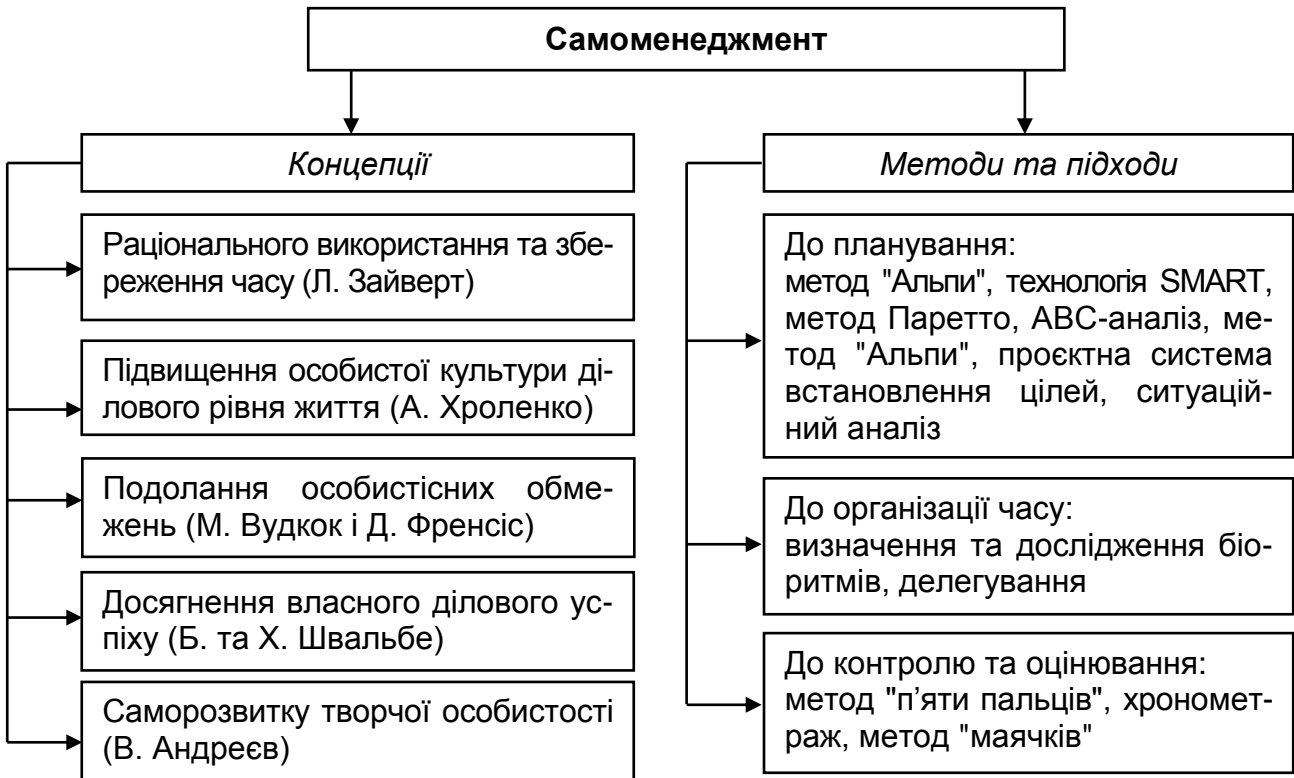 Самоменеджмент
Концепції
Раціонального використання та збе-
реження часу (Л. Зайверт)
Підвищення особистої культури ді-
лового рівня життя (А. Хроленко)
Подолання особистісних обме-
жень (М. Вудкок і Д. Френсіс)
Досягнення власного ділового ус-
піху (Б. та Х. Швальбе)
Саморозвитку творчої особистості
(В. Андреєв)
Методи та підходи
До планування:
метод "Альпи", технологія SMART,
метод Паретто, АВС-аналіз, ме-
тод "Альпи", проєктна система
встановлення цілей, ситуацій-
ний аналіз
До організації часу:
визначення та дослідження біо-
ритмів, делегування
До контролю та оцінювання:
метод "п’яти пальців", хрономет-
раж, метод "маячків"